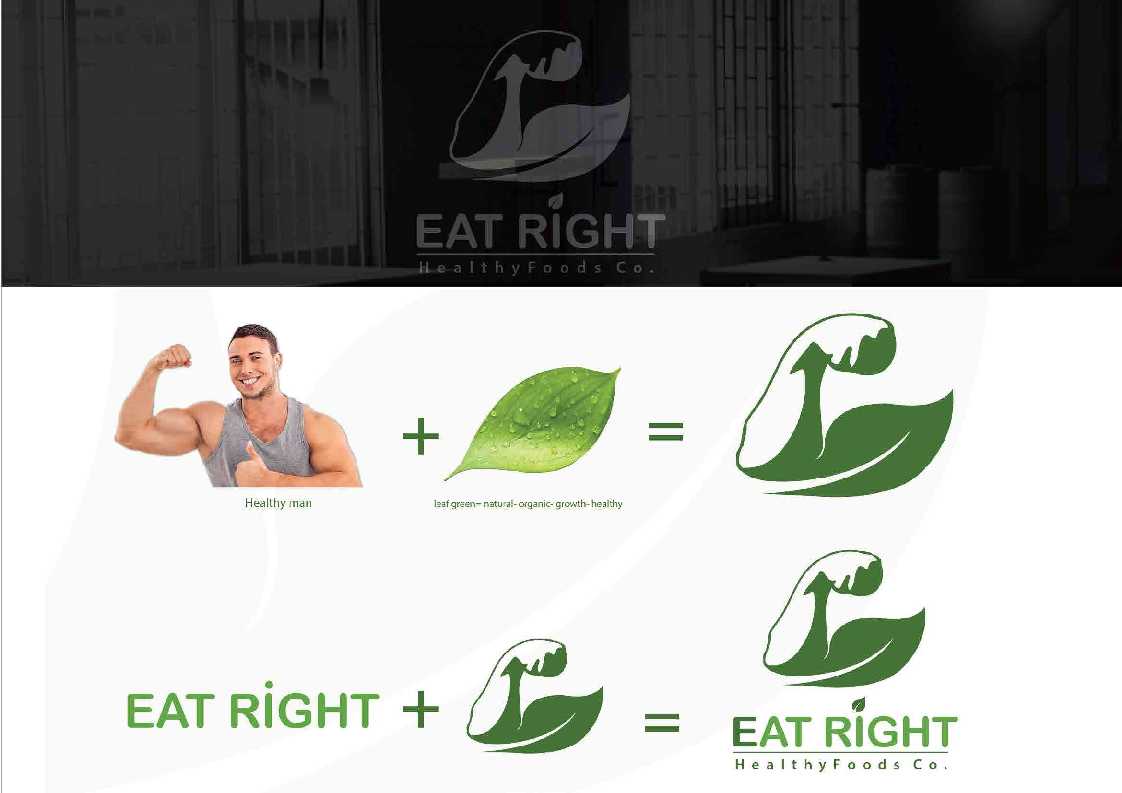 EAT RiGHT
HealthyFoods Co.
+
=
Healthy man
leaf green= natural- organic- growth-healthy
EAT RiGHT
+
=
EAT RiGHT
HealthyFoods Co.